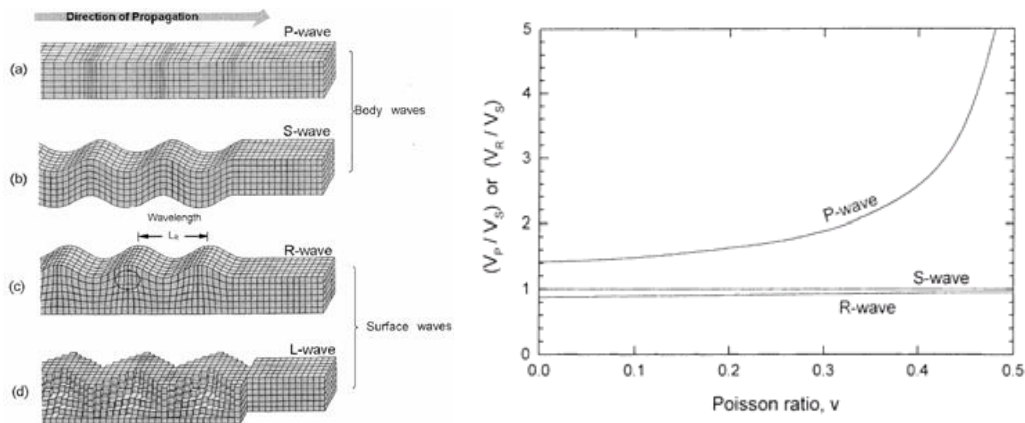 Direction of Propagation
P-wave
(a)
Body waves
S-wave
(b)
Wavelength
L_R
R-wave
(c)
Surface waves
L-wave
(d)
5
4
3
2
1
0
(V_P / V_S) or (V_R / V_S)
P-wave
S-wave
R-wave
0.0 0.1 0.2 0.3 0.4 0.5
Poisson ratio, v